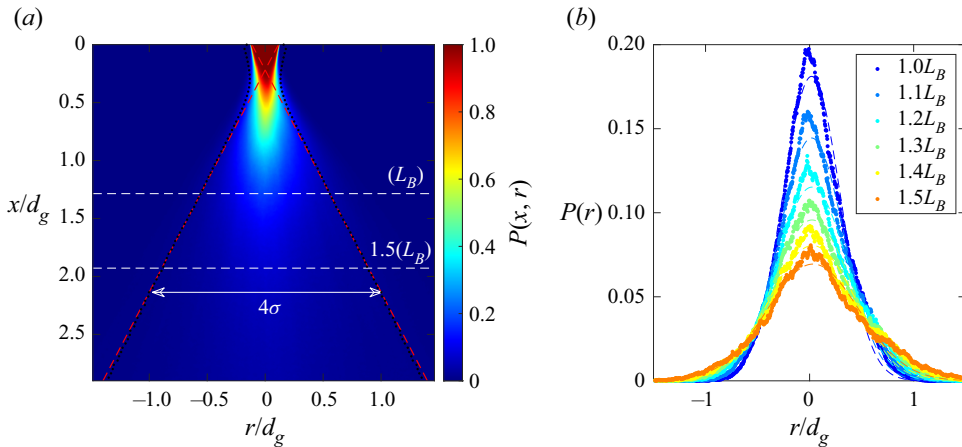 (a)
(b)
0
0.5
1.0
1.5
2.0
2.5
x/d_g
−1.0
−0.5
0
0.5
1.0
r/d_g
(L_B)
1.5(L_B)
4σ
1.0
0.8
0.6
0.4
0.2
0
P(x, r)
0.20
0.15
0.10
0.05
0
P(r)
−1
0
1
r/d_g
1.0L_B
1.1L_B
1.2L_B
1.3L_B
1.4L_B
1.5L_B